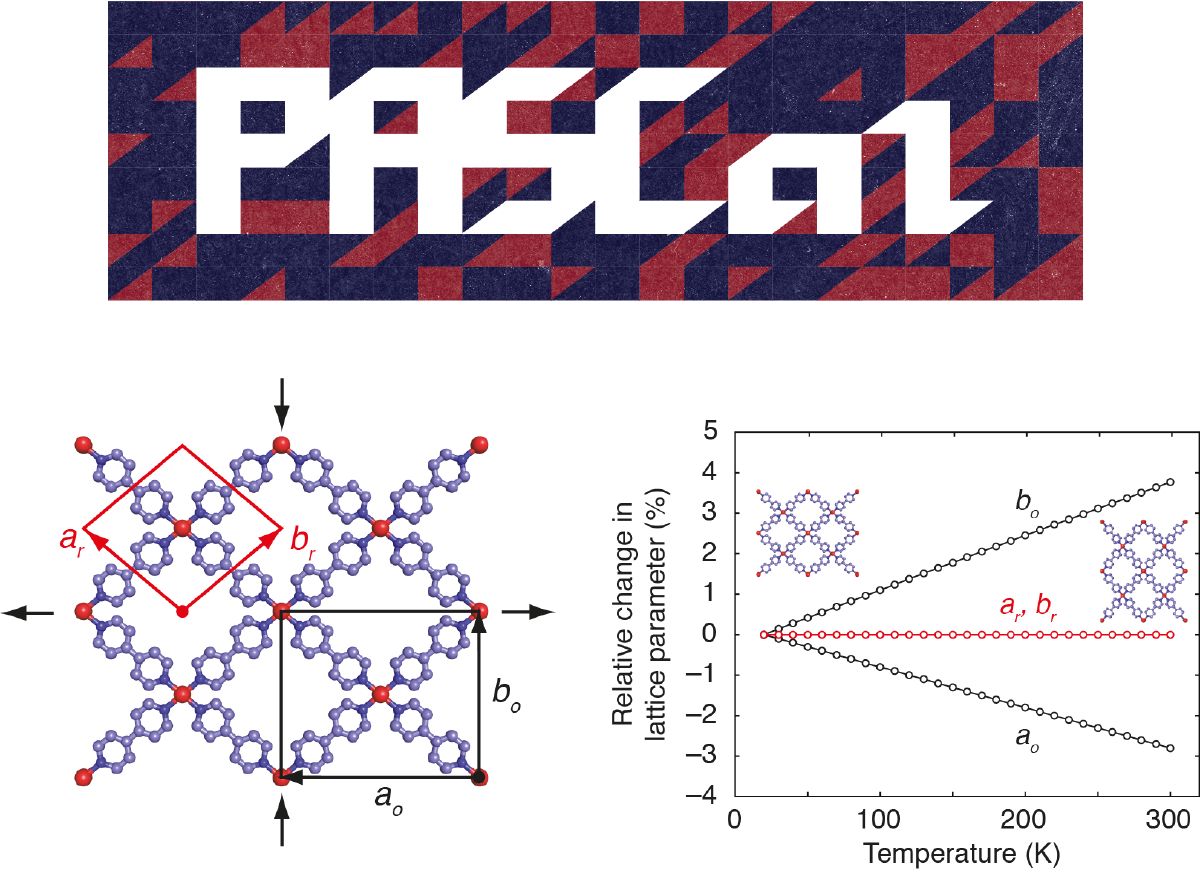 PASCal
a_r
b_r
b_o
a_o
Relative change in
lattice parameter (%)
5
4
3
2
1
0
–1
–2
–3
–4
b_o
a_r, b_r
a_o
0
100
200
300
Temperature (K)